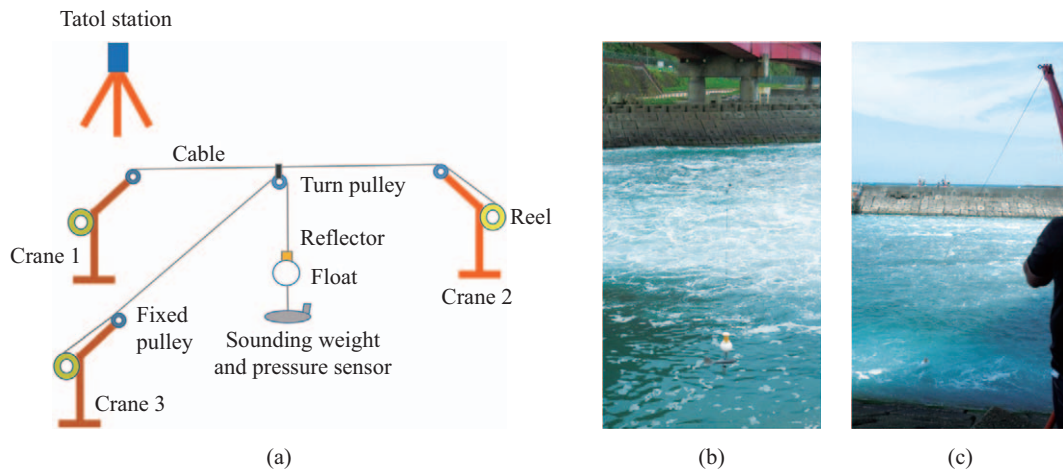 Tatol station
Cable
Turn pulley
Reel
Crane 1
Reflector
Float
Crane 2
Fixed
pulley
Sounding weight
and pressure sensor
Crane 3
(a)
(b)
(c)